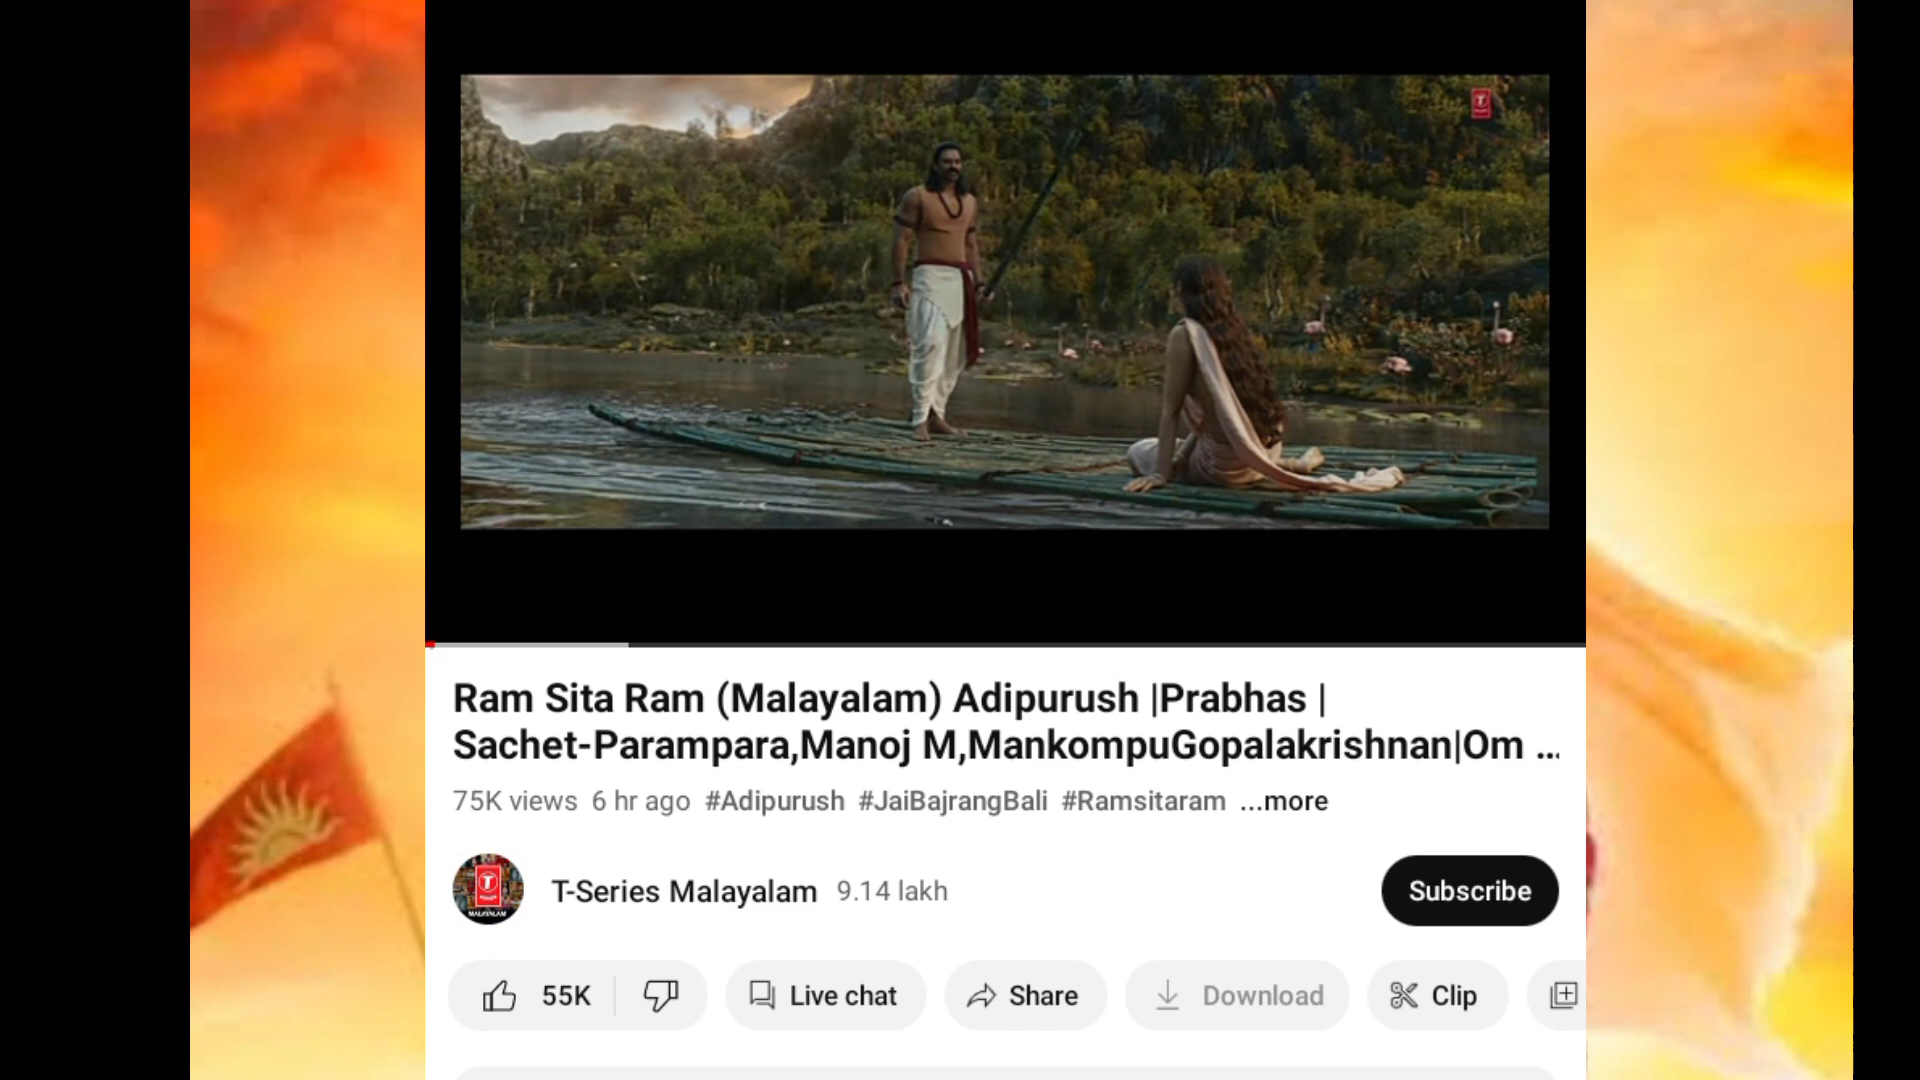 Ram Sita Ram (Malayalam) Adipurush |Prabhas |
Sachet-Parampara,Manoj M,MankompuGopalakrishnan|Om ...
75K views 6 hr ago #Adipurush #JaiBajrangBali #Ramsitaram ...more
MALAYALAM
T-Series Malayalam 9.14 lakh
Subscribe
55K
Live chat
Share
Download
Clip